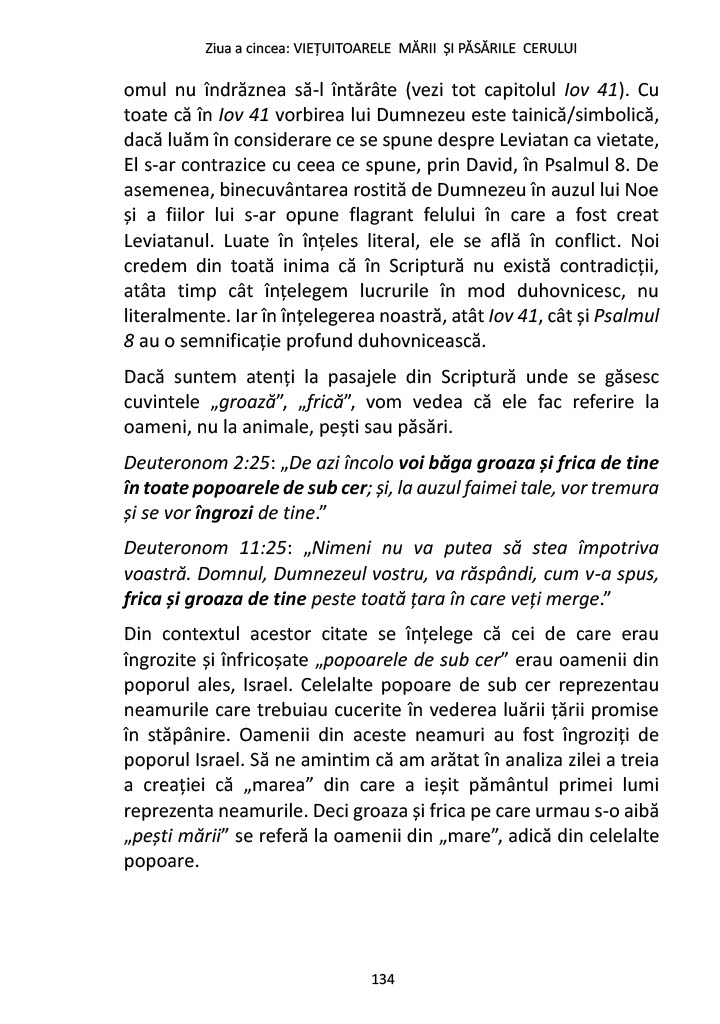 Ziua a cincea: VIEȚUITOARELE MĂRII ȘI PĂSĂRILE CERULUI
omul nu îndrăznea să-l întărâte (vezi tot capitolul Iov 41). Cu
toate că în Iov 41 vorbirea lui Dumnezeu este tainică/simbolică,
dacă luăm în considerare ce se spune despre Leviatan ca vietate,
El s-ar contrazice cu ceea ce spune, prin David, în Psalmul 8. De
asemenea, binecuvântarea rostită de Dumnezeu în auzul lui Noe
și a fiilor lui s-ar opune flagrant felului în care a fost creat
Leviatanul. Luate în înțeles literal, ele se află în conflict. Noi
credem din toată inima că în Scriptură nu există contradicții,
atâta timp cât înțelegem lucrurile în mod duhovnicesc, nu
literalmente. Iar în înțelegerea noastră, atât Iov 41, cât și Psalmul
8 au o semnificație profund duhovnicească.
Dacă suntem atenți la pasajele din Scriptură unde se găsesc
cuvintele „groază”, „frică”, vom vedea că ele fac referire la
oameni, nu la animale, pești sau păsări.
Deuteronom 2:25: „De azi încolo voi băga groaza și frica de tine
în toate popoarele de sub cer; și, la auzul faimei tale, vor tremura
și se vor îngrozi de tine.”
Deuteronom 11:25: „Nimeni nu va putea să stea împotriva
voastră. Domnul, Dumnezeul vostru, va răspândi, cum v-a spus,
frica și groaza de tine peste toată țara în care veți merge.”
Din contextul acestor citate se înțelege că cei de care erau
îngrozite și înfricoșate „popoarele de sub cer” erau oamenii din
poporul ales, Israel. Celelalte popoare de sub cer reprezentau
neamurile care trebuiau cucerite în vederea luării țării promise
în stăpânire. Oamenii din aceste neamuri au fost îngroziți de
poporul Israel. Să ne amintim că am arătat în analiza zilei a treia
a creației că „marea” din care a ieșit pământul primei lumi
reprezenta neamurile. Deci groaza și frica pe care urmau s-o aibă
„pești mării” se referă la oamenii din „mare”, adică din celelalte
popoare.
134